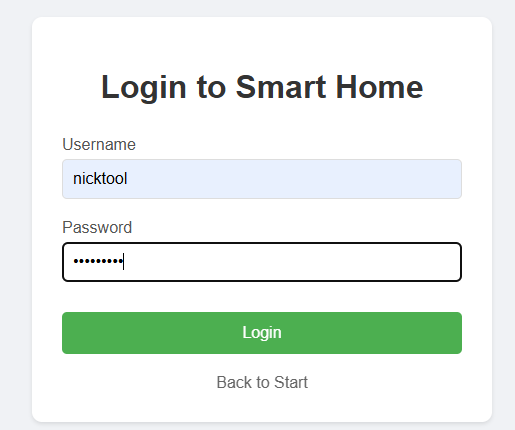 Login to Smart Home
Username
nicktool
Password
•••••••••
Login
Back to Start